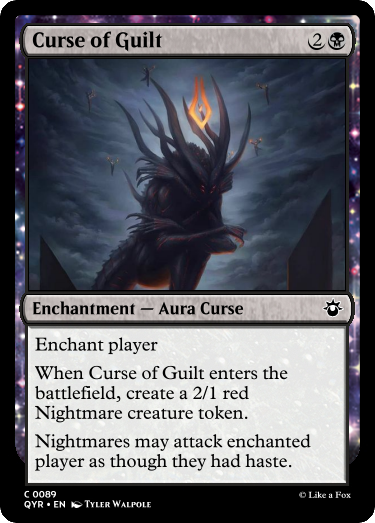 Curse of Guilt 2
Enchantment — Aura Curse
Enchant player
When Curse of Guilt enters the
battlefield, create a 2/1 red
Nightmare creature token.
Nightmares may attack enchanted
player as though they had haste.
C 0089
QYR • EN Tyler Walpole
© Like a Fox